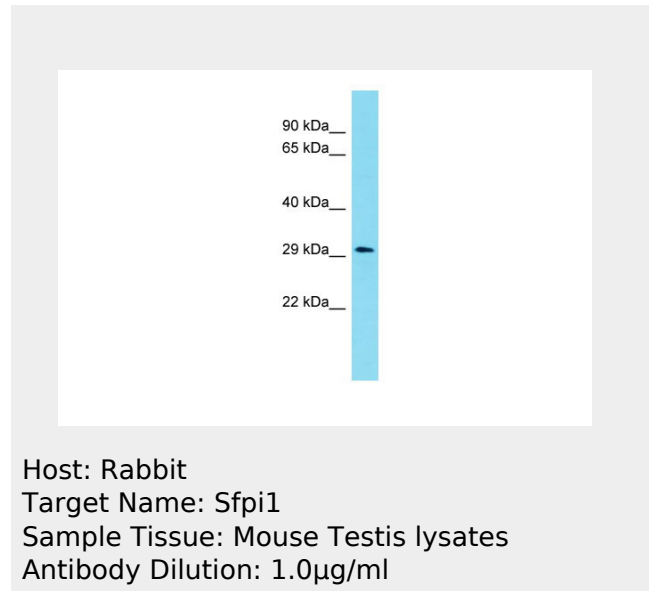 90 kDa__
65 kDa__
40 kDa__
29 kDa__
22 kDa__
Host: Rabbit
Target Name: Sfpi1
Sample Tissue: Mouse Testis lysates
Antibody Dilution: 1.0µg/ml